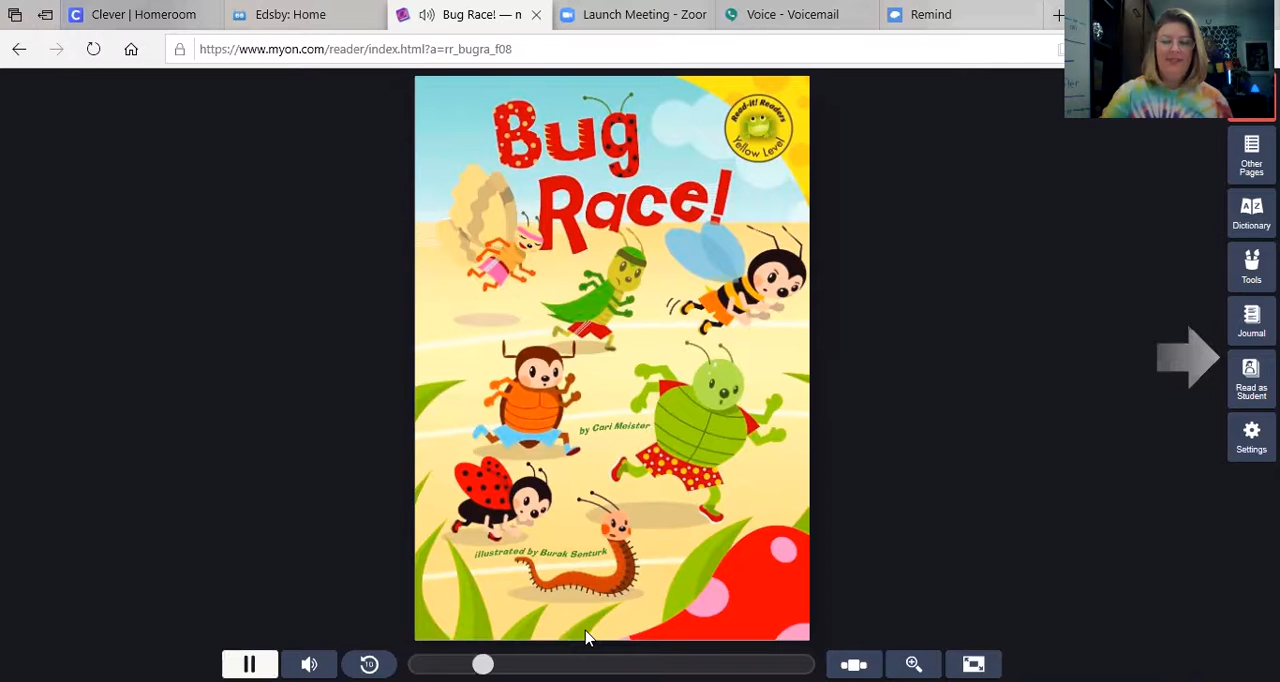 Clever | Homeroom
Edsby: Home
Bug Race! — n
Launch Meeting - Zoor
Voice - Voicemail
Remind
https://www.myon.com/reader/index.html?a=rr_bugra_f08
Bug
Race!
Read-it! Readers
Yellow Level
by Cari Meister
illustrated by Burak Senturk
Other
Pages
A Z
Dictionary
Tools
Journal
Read as
Student
Settings
10